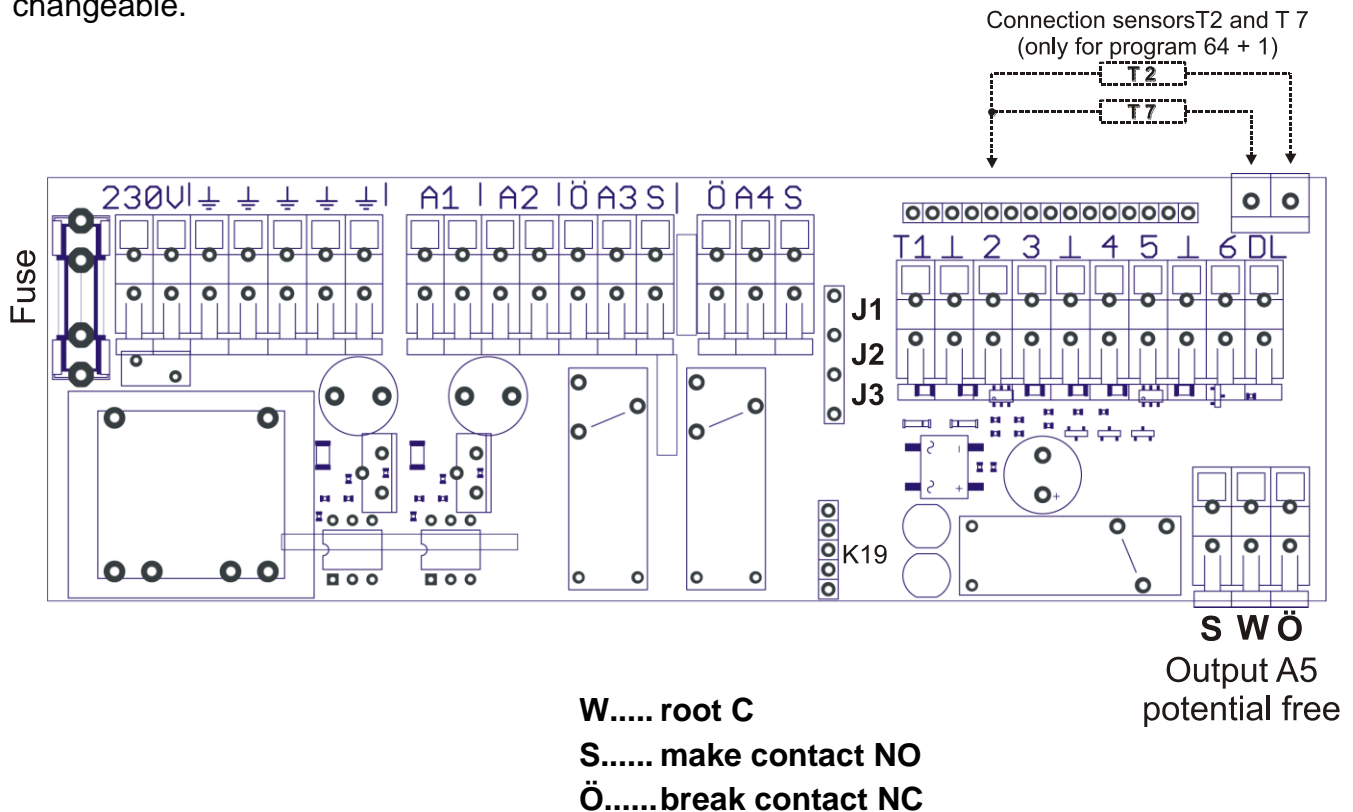 changeable.
Connection sensorsT2 and T 7
(only for program 64 + 1)
T 2
T 7
230V ⏚ ⏚ ⏚ ⏚ A1 A2 Ö A3 S Ö A4 S
T1 ⊥ 2 3 ⊥ 4 5 ⊥ 6 DL
Fuse
J1
J2
J3
~ -
~ +
+
K19
S W Ö
Output A5
potential free
W..... root C
S...... make contact NO
Ö......break contact NC